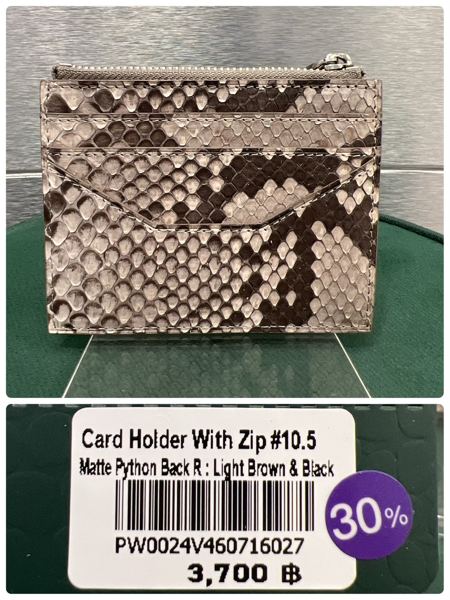 Card Holder With Zip #10.5
Matte Python Back R : Light Brown & Black
30%
PW0024V460716027
3,700 ฿